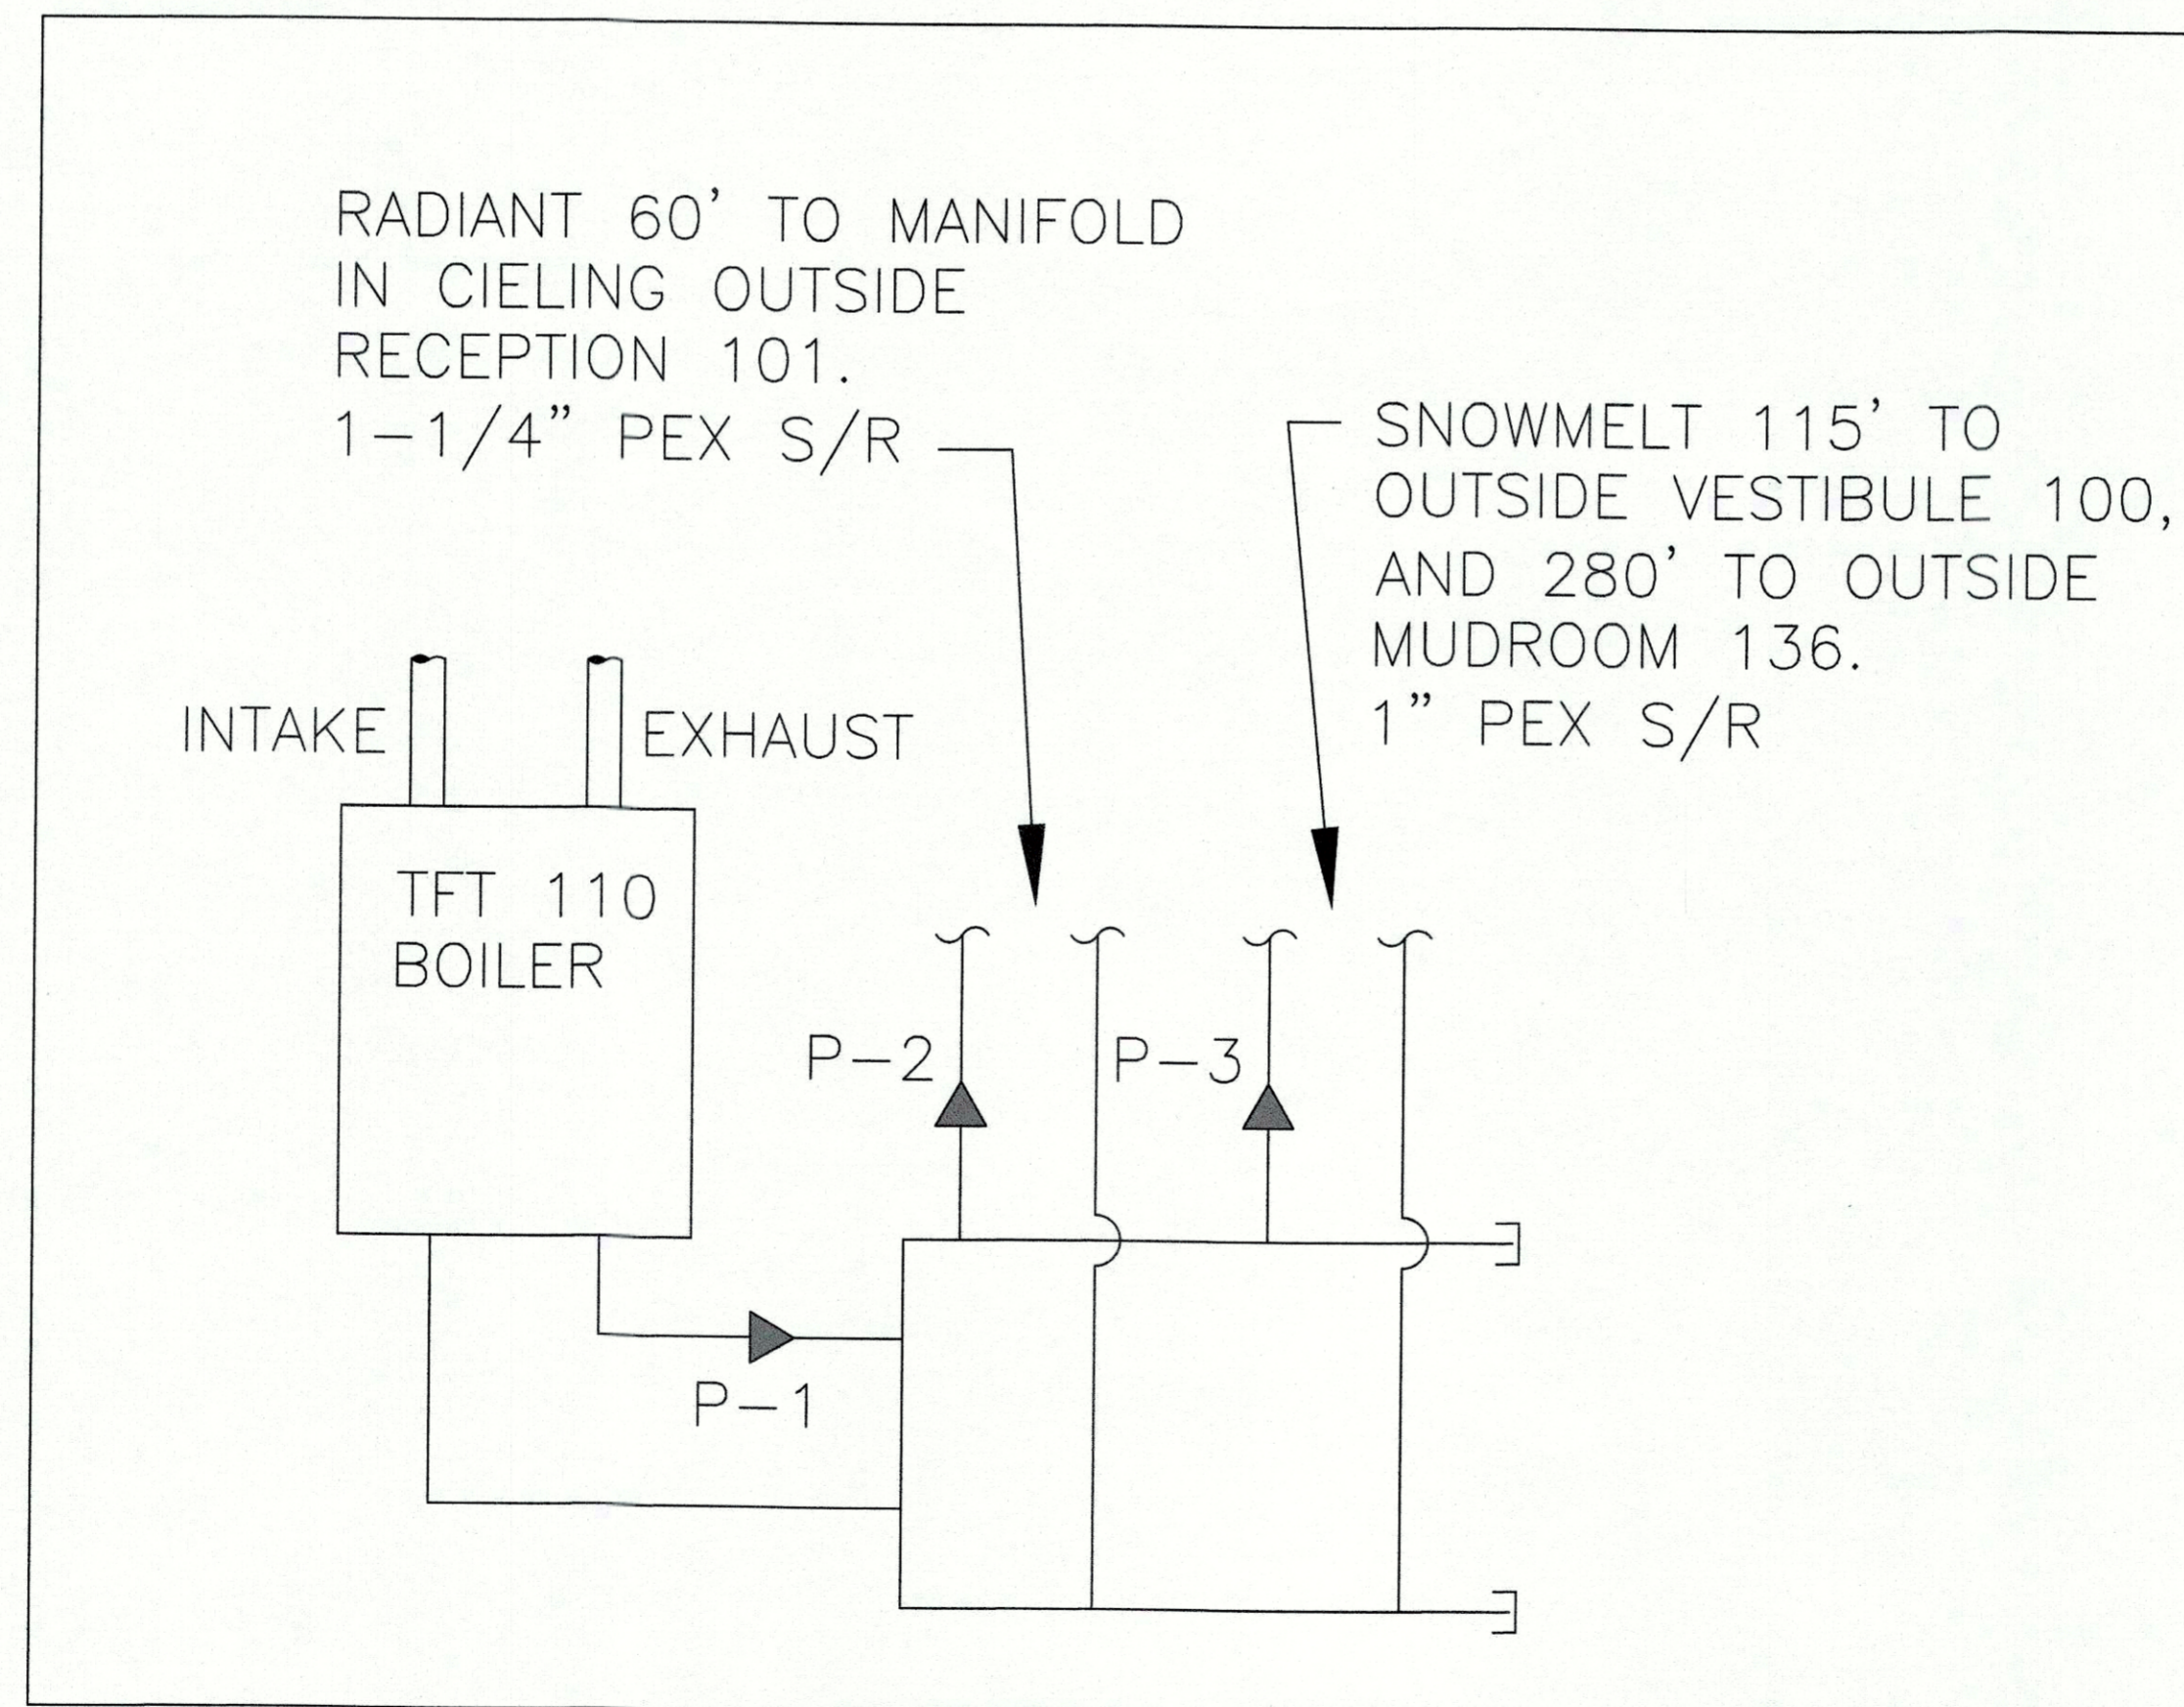 RADIANT 60' TO MANIFOLD
IN CIELING OUTSIDE
RECEPTION 101.
1-1/4" PEX S/R
SNOWMELT 115' TO
OUTSIDE VESTIBULE 100,
AND 280' TO OUTSIDE
MUDROOM 136.
1" PEX S/R
INTAKE
EXHAUST
TFT 110
BOILER
P-2
P-3
P-1